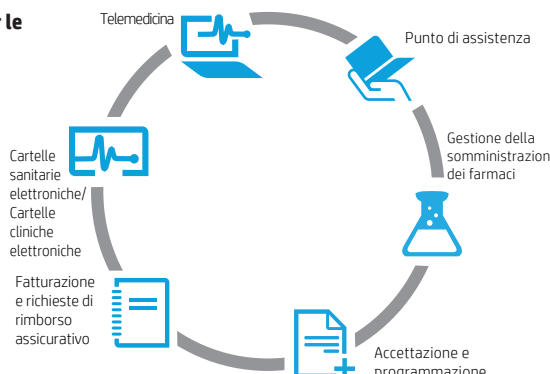 le
Telemedicina
Punto di assistenza
Gestione della
somministrazion
dei farmaci
Cartelle
sanitarie
elettroniche/
Cartelle
cliniche
elettroniche
Fatturazione
e richieste di
rimborso
assicurativo
Accettazione e
programmazione